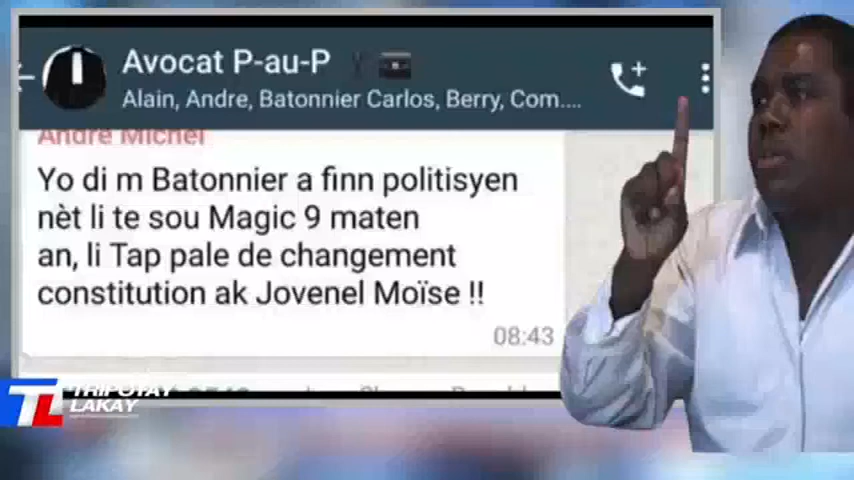 Avocat P-au-P
Alain, Andre, Batonnier Carlos, Berry, Com....
Andre Michel
Yo di m Batonnier a finn politisyen
nèt li te sou Magic 9 maten
an, li Tap pale de changement
constitution ak Jovenel Moïse !!
08:43
TL TRIPOTAY
LAKAY